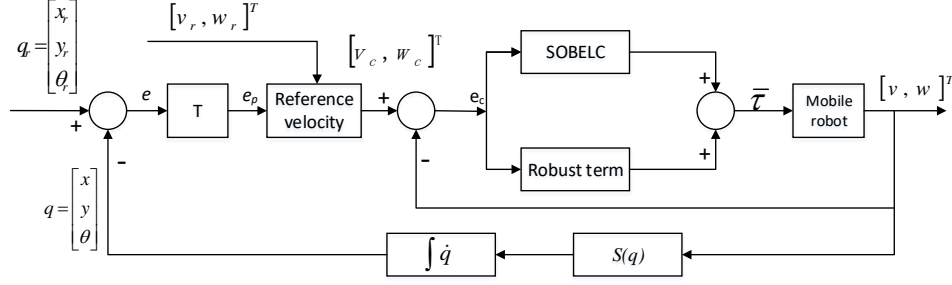 [v_r , w_r]^T
q_r = [x_r y_r θ_r]
[V_c , W_c]^T
SOBELC
e
T
e_p
Reference
velocity
+
e_c
+
τ̄
Mobile
robot
[v , w]^T
+
-
-
Robust term
+
q = [x y θ]
∫ q̇
S(q)